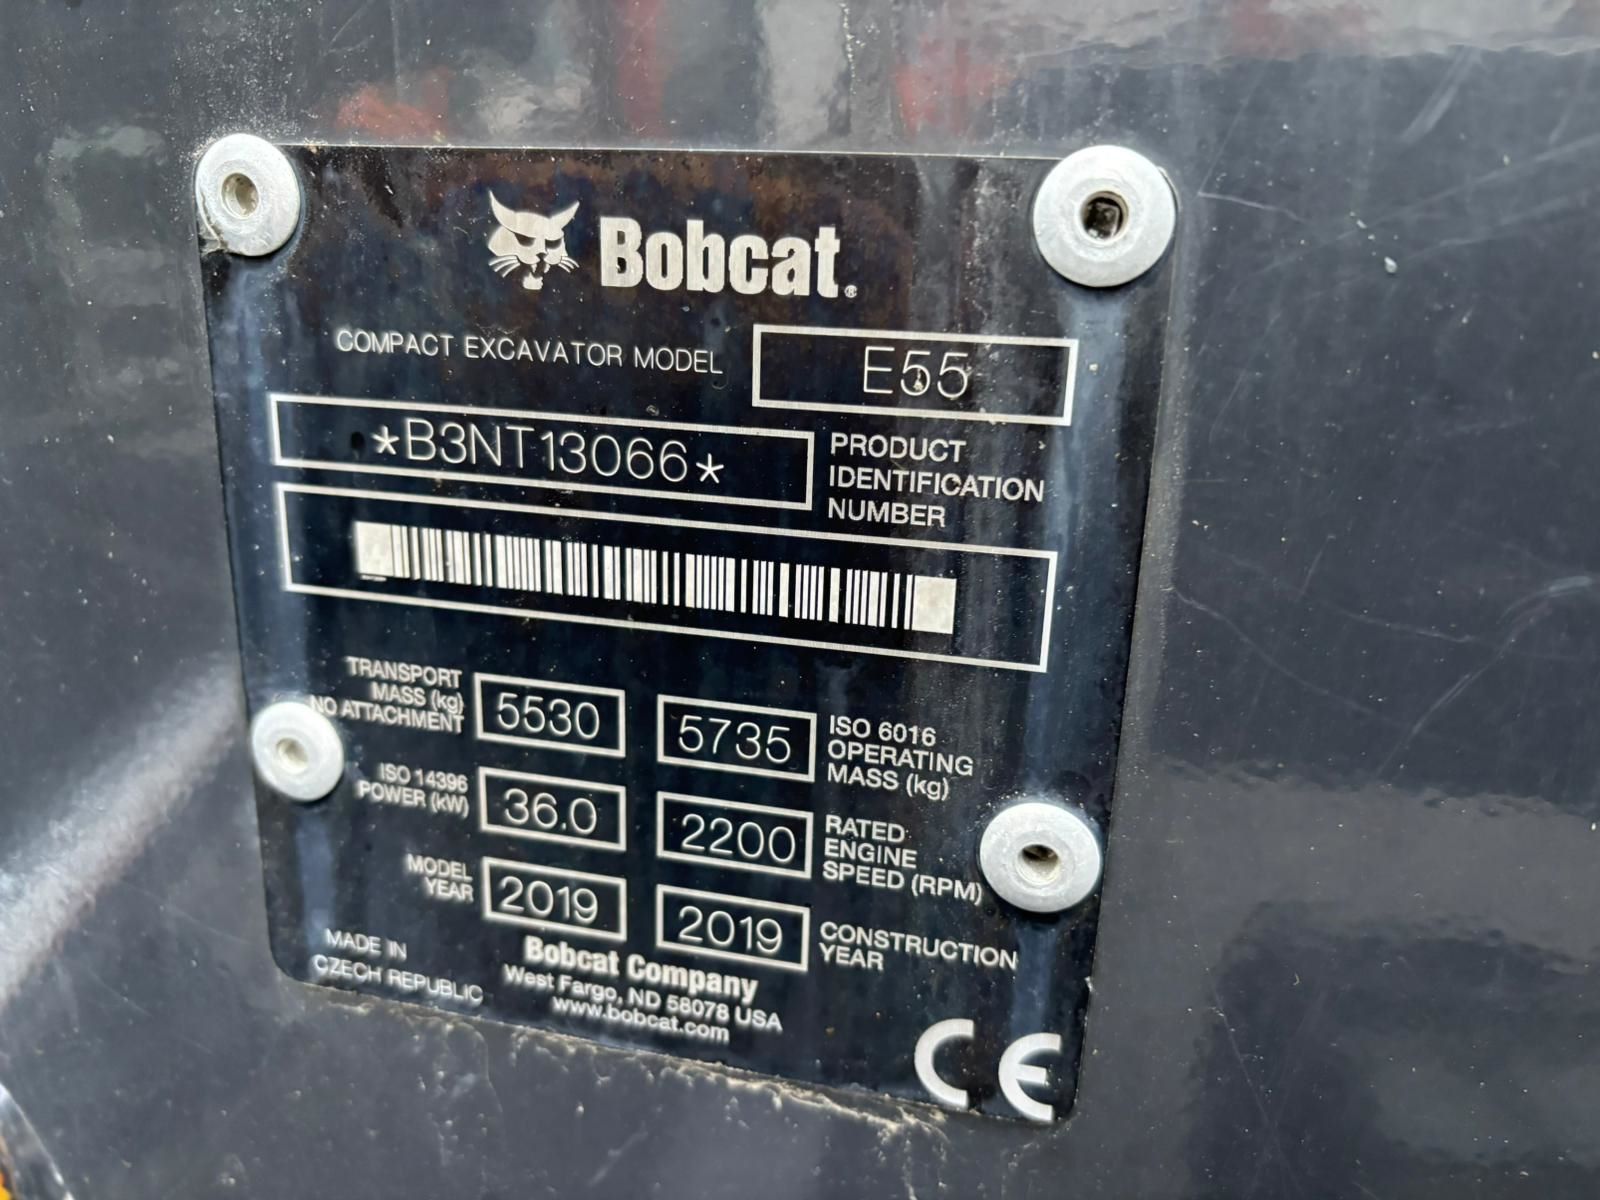 Bobcat®
COMPACT EXCAVATOR MODEL E55
*B3NT13066*
PRODUCT
IDENTIFICATION
NUMBER
TRANSPORT
MASS (kg)
NO ATTACHMENT
5530
5735
ISO 6016
OPERATING
MASS (kg)
ISO 14396
POWER (kW)
36.0
2200
RATED
ENGINE
SPEED (RPM)
MODEL
YEAR
2019
2019
CONSTRUCTION
YEAR
MADE IN
CZECH REPUBLIC
Bobcat Company
West Fargo, ND 58078 USA
www.bobcat.com
CE